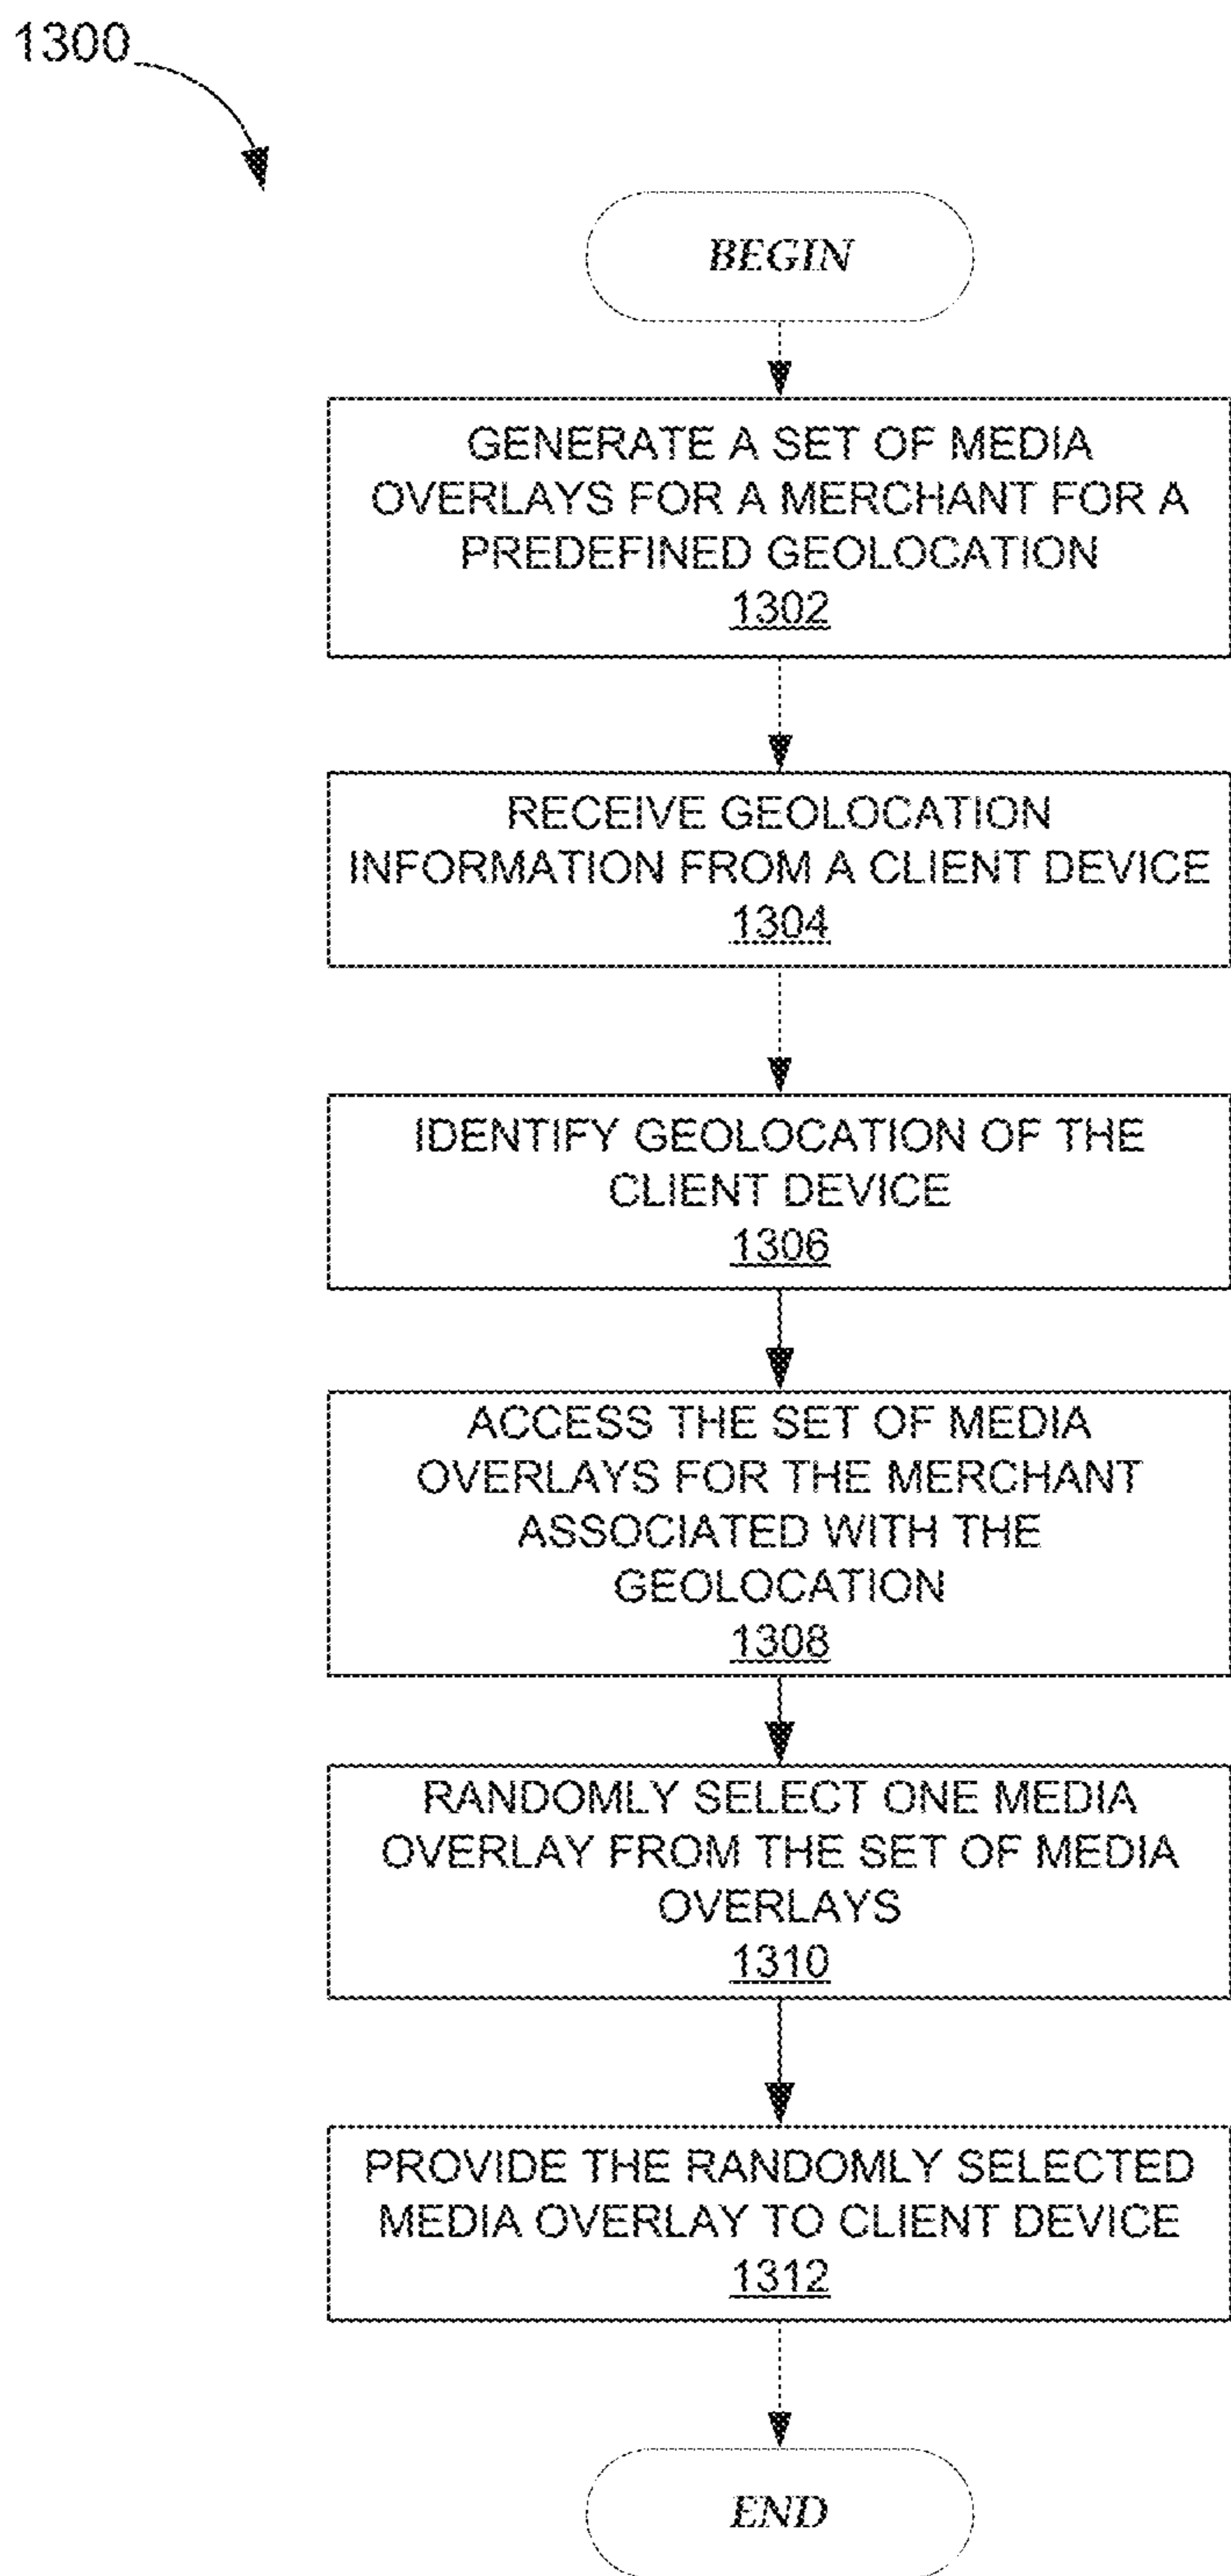 1300
BEGIN
GENERATE A SET OF MEDIA
OVERLAYS FOR A MERCHANT FOR A
PREDEFINED GEOLOCATION
1302
RECEIVE GEOLOCATION
INFORMATION FROM A CLIENT DEVICE
1304
IDENTIFY GEOLOCATION OF THE
CLIENT DEVICE
1306
ACCESS THE SET OF MEDIA
OVERLAYS FOR THE MERCHANT
ASSOCIATED WITH THE
GEOLOCATION
1308
RANDOMLY SELECT ONE MEDIA
OVERLAY FROM THE SET OF MEDIA
OVERLAYS
1310
PROVIDE THE RANDOMLY SELECTED
MEDIA OVERLAY TO CLIENT DEVICE
1312
END